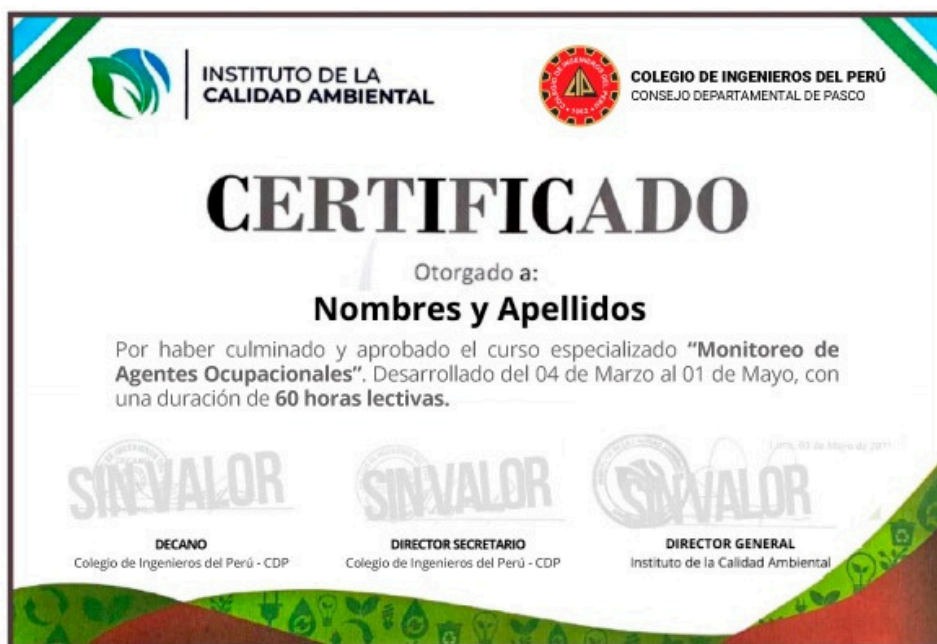 INSTITUTO DE LA
CALIDAD AMBIENTAL
COLEGIO DE INGENIEROS DEL PERÚ
CONSEJO DEPARTAMENTAL DE PASCO
CERTIFICADO
Otorgado a:
Nombres y Apellidos
Por haber culminado y aprobado el curso especializado “Monitoreo de
Agentes Ocupacionales”. Desarrollado del 04 de Marzo al 01 de Mayo, con
una duración de 60 horas lectivas.
SIN VALOR
SIN VALOR
SIN VALOR
DECANO
Colegio de Ingenieros del Perú - CDP
DIRECTOR SECRETARIO
Colegio de Ingenieros del Perú - CDP
DIRECTOR GENERAL
Instituto de la Calidad Ambiental